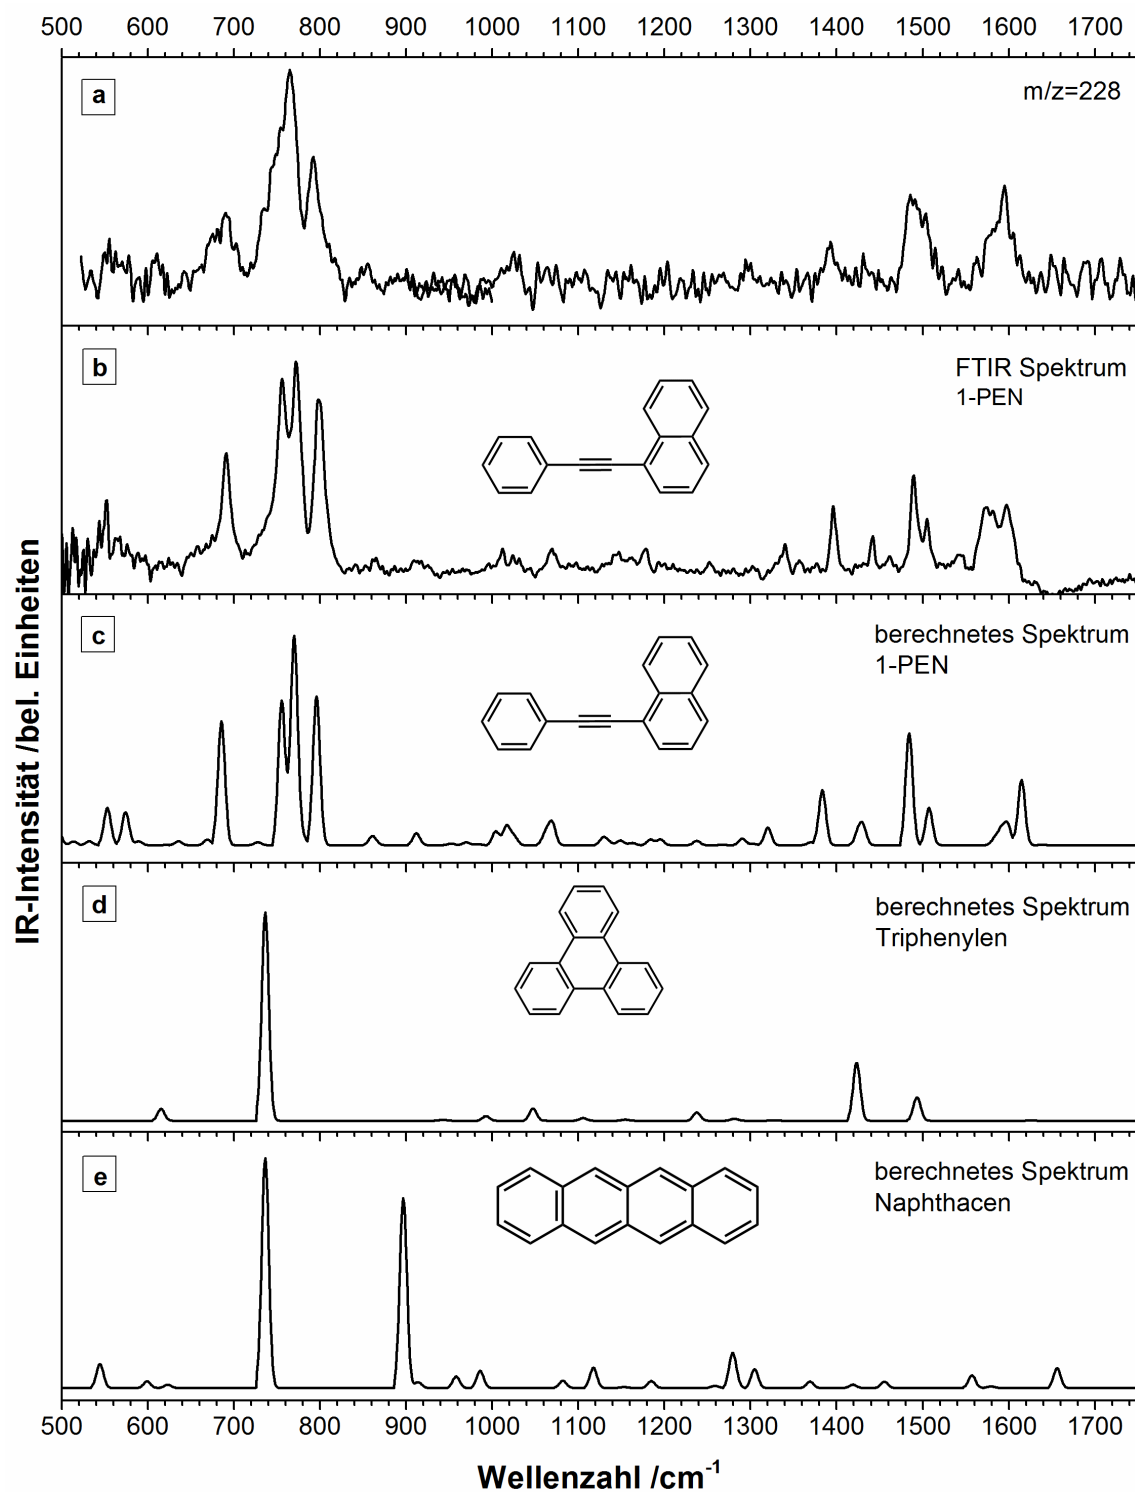 500 600 700 800 900 1000 1100 1200 1300 1400 1500 1600 1700
a
m/z=228
b
FTIR Spektrum
1-PEN
c
berechnetes Spektrum
1-PEN
d
berechnetes Spektrum
Triphenylen
e
berechnetes Spektrum
Naphthacen
IR-Intensität /bel. Einheiten
500 600 700 800 900 1000 1100 1200 1300 1400 1500 1600 1700
Wellenzahl /cm⁻¹